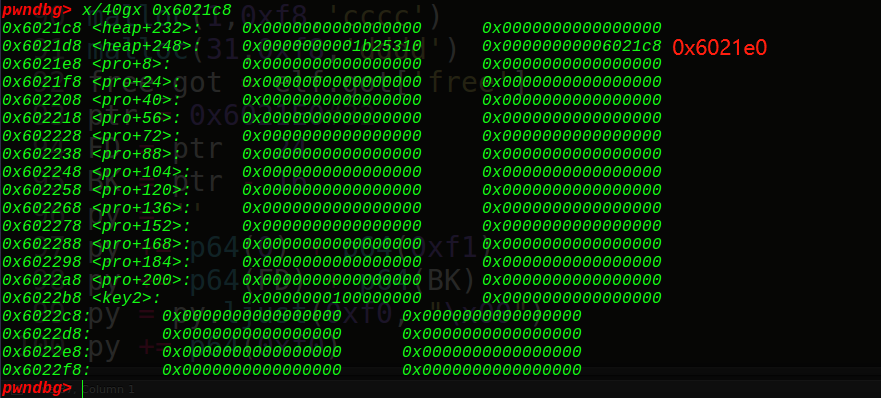 pwndbg> x/40gx 0x6021c8
0x6021c8 <heap+232>: 0x0000000000000000 0x0000000000000000
0x6021d8 <heap+248>: 0x0000000001b25310 0x00000000006021c8 0x6021e0
0x6021e8 <pro+8>: 0x0000000000000000 0x0000000000000000
0x6021f8 <pro+24>: 0x0000000000000000 0x0000000000000000
0x602208 <pro+40>: 0x0000000000000000 0x0000000000000000
0x602218 <pro+56>: 0x0000000000000000 0x0000000000000000
0x602228 <pro+72>: 0x0000000000000000 0x0000000000000000
0x602238 <pro+88>: 0x0000000000000000 0x0000000000000000
0x602248 <pro+104>: 0x0000000000000000 0x0000000000000000
0x602258 <pro+120>: 0x0000000000000000 0x0000000000000000
0x602268 <pro+136>: 0x0000000000000000 0x0000000000000000
0x602278 <pro+152>: 0x0000000000000000 0x0000000000000000
0x602288 <pro+168>: 0x0000000000000000 0x0000000000000000
0x602298 <pro+184>: 0x0000000000000000 0x0000000000000000
0x6022a8 <pro+200>: 0x0000000000000000 0x0000000000000000
0x6022b8 <key2>: 0x0000000100000000 0x0000000000000000
0x6022c8: 0x0000000000000000 0x0000000000000000
0x6022d8: 0x0000000000000000 0x0000000000000000
0x6022e8: 0x0000000000000000 0x0000000000000000
0x6022f8: 0x0000000000000000 0x0000000000000000
pwndbg>
Column 1